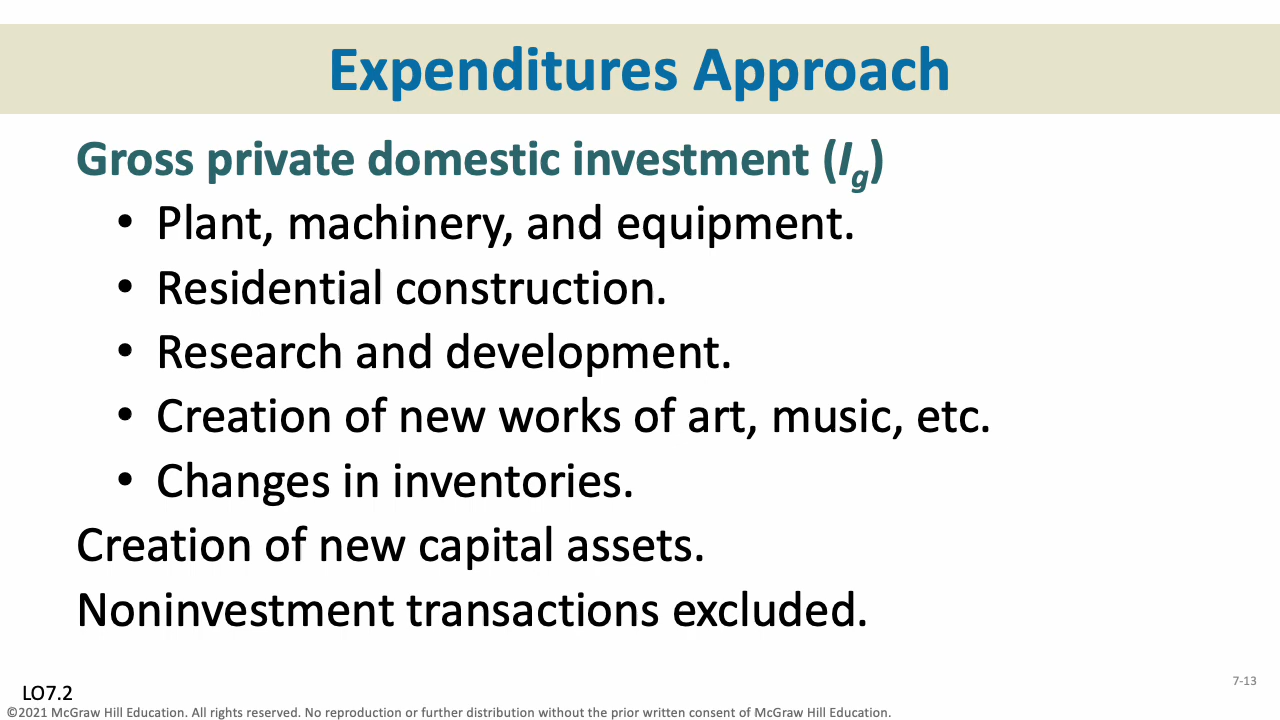 Expenditures Approach
Gross private domestic investment (Ig)
• Plant, machinery, and equipment.
• Residential construction.
• Research and development.
• Creation of new works of art, music, etc.
• Changes in inventories.
Creation of new capital assets.
Noninvestment transactions excluded.
7-13
LO7.2
©2021 McGraw Hill Education. All rights reserved. No reproduction or further distribution without the prior written consent of McGraw Hill Education.